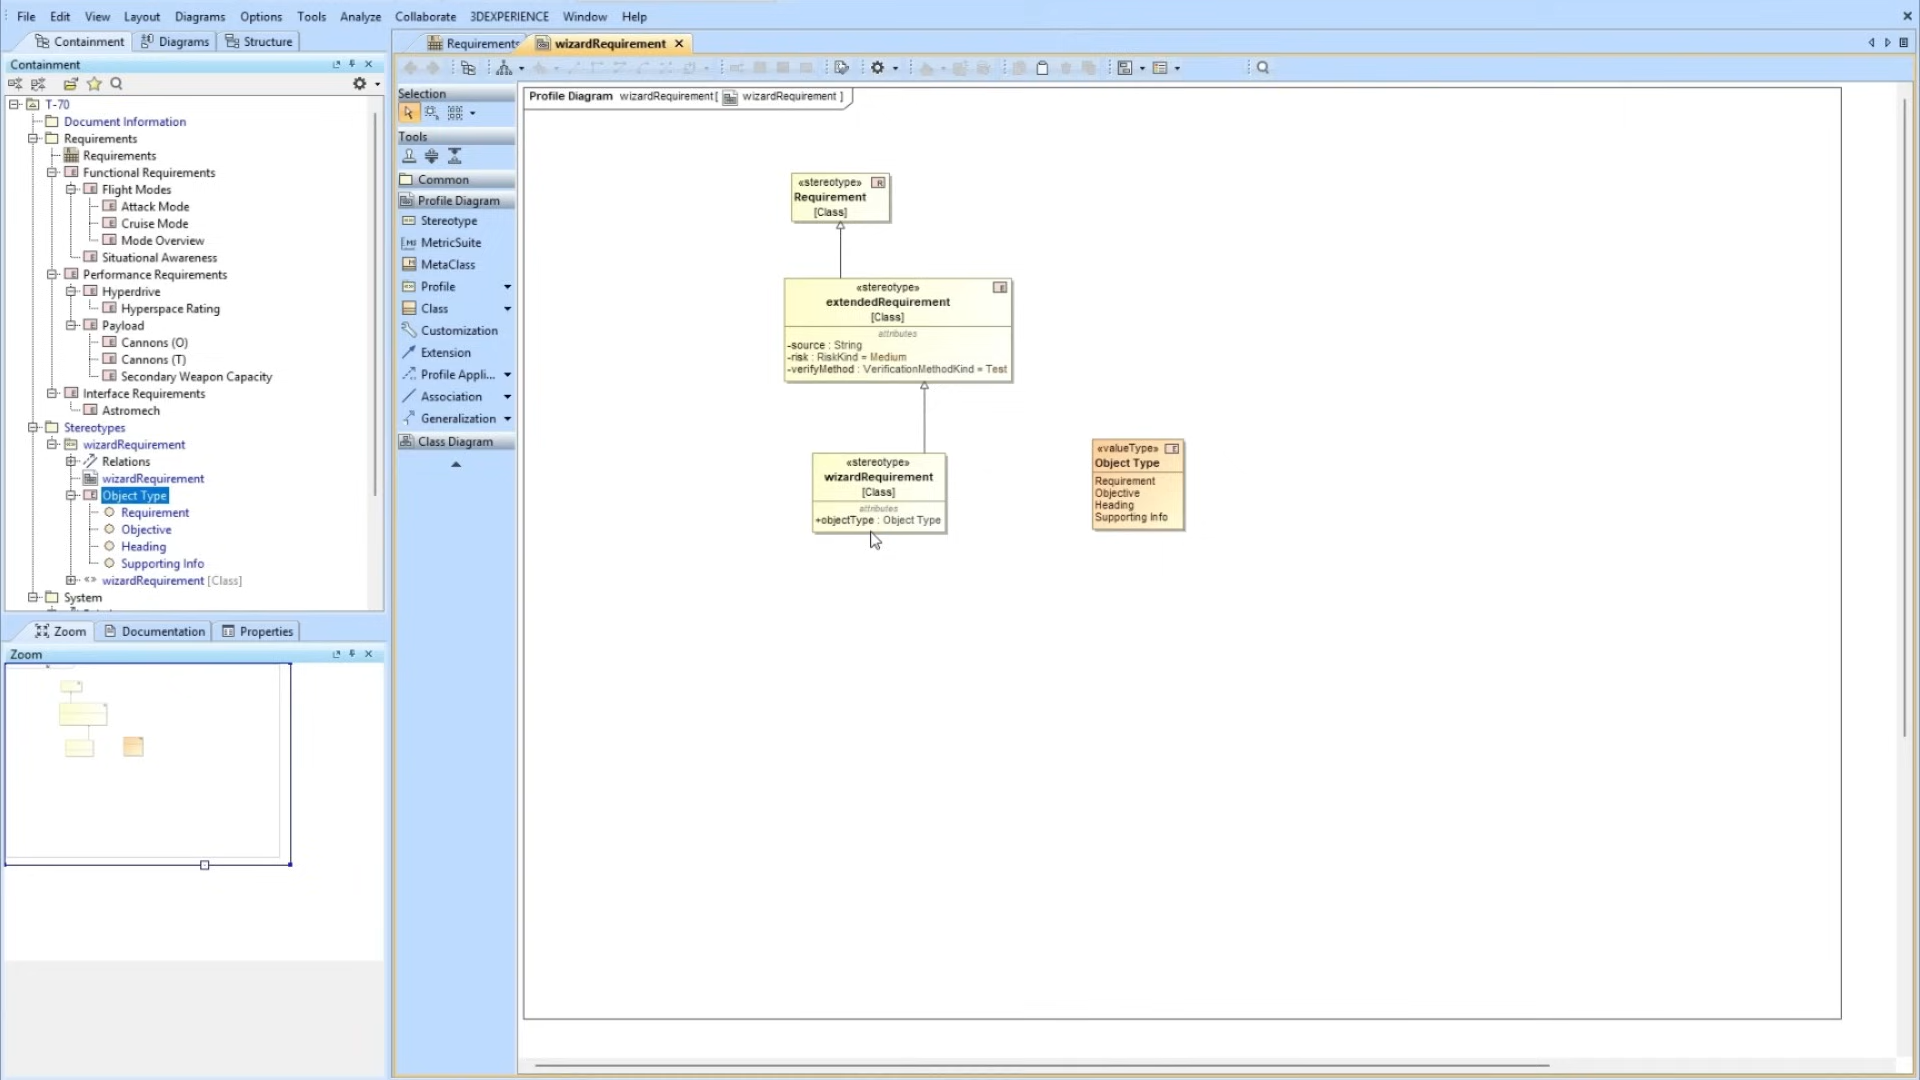 File Edit View Layout Diagrams Options Tools Analyze Collaborate 3DEXPERIENCE Window Help
Containment Diagrams Structure
Containment
T-70
Document Information
Requirements
Requirements
Functional Requirements
Flight Modes
Attack Mode
Cruise Mode
Mode Overview
Situational Awareness
Performance Requirements
Hyperdrive
Hyperspace Rating
Payload
Cannons (O)
Cannons (T)
Secondary Weapon Capacity
Interface Requirements
Astromech
Stereotypes
wizardRequirement
Relations
wizardRequirement
Object Type
Requirement
Objective
Heading
Supporting Info
wizardRequirement [Class]
System
Zoom Documentation Properties
Zoom
Requirements wizardRequirement
Selection
Tools
Common
Profile Diagram
Stereotype
MetricSuite
MetaClass
Profile
Class
Customization
Extension
Profile Appli...
Association
Generalization
Class Diagram
Profile Diagram wizardRequirement[ wizardRequirement ]
«stereotype»
Requirement
[Class]
«stereotype»
extendedRequirement
[Class]
attributes
-source : String
-risk : RiskKind = Medium
-verifyMethod : VerificationMethodKind = Test
«stereotype»
wizardRequirement
[Class]
attributes
+objectType : Object Type
«valueType»
Object Type
Requirement
Objective
Heading
Supporting Info